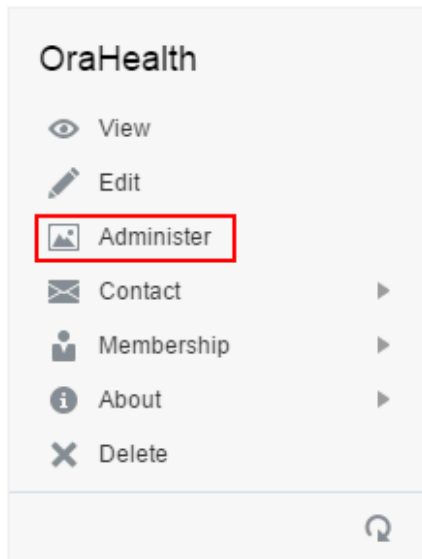 OraHealth
View
Edit
Administer
Contact
Membership
About
Delete